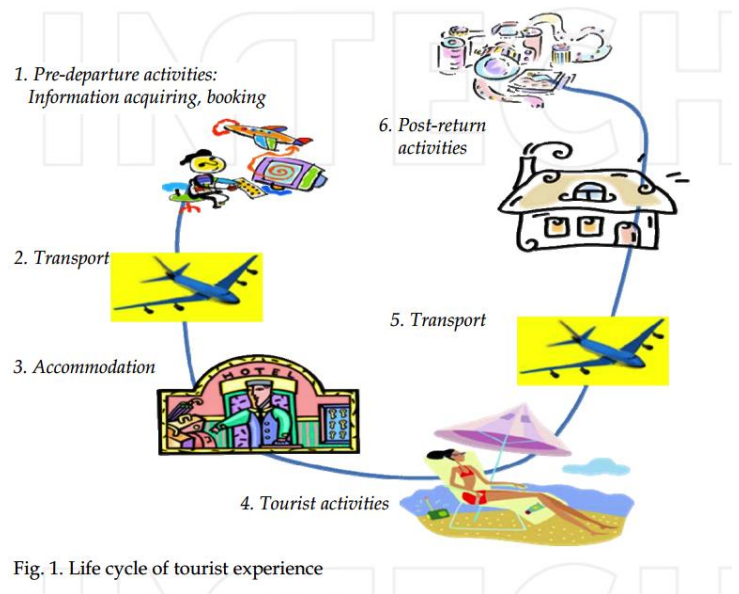 1. Pre-departure activities:
Information acquiring, booking
2. Transport
3. Accommodation
HOTEL
4. Tourist activities
5. Transport
6. Post-return
activities
Fig. 1. Life cycle of tourist experience